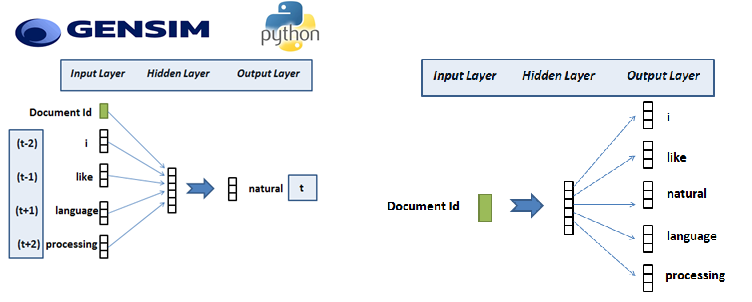 GENSIM
python
Input Layer Hidden Layer Output Layer
Document Id
(t-2) i
(t-1) like
natural t
(t+1) language
(t+2) processing
Input Layer Hidden Layer Output Layer
i
like
natural
Document Id
language
processing